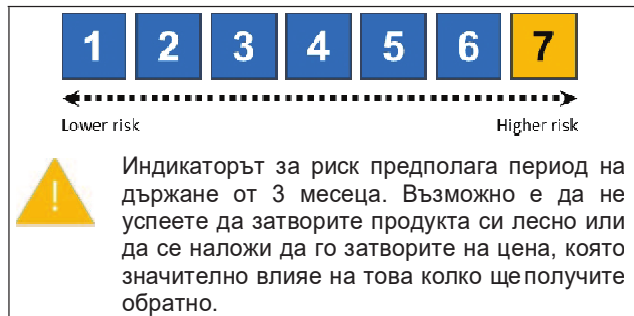 1 2 3 4 5 6 7
Lower risk Higher risk
Индикаторът за риск предполага период на
държане от 3 месеца. Възможно е да не
успеете да затворите продукта си лесно или
да се наложи да го затворите на цена, която
значително влияе на това колко ще получите
обратно.